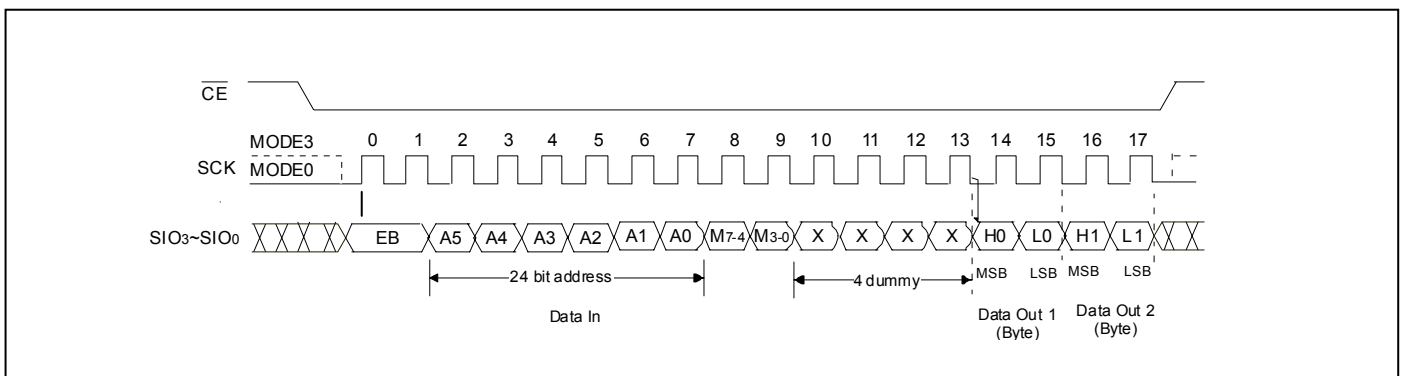 CE
MODE3 0 1 2 3 4 5 6 7 8 9 10 11 12 13 14 15 16 17
SCK MODE0
SIO3~SIO0 EB A5 A4 A3 A2 A1 A0 M7-4 M3-0 X X X X H0 L0 H1 L1
24 bit address 4 dummy MSB LSB MSB LSB
Data In Data Out 1 Data Out 2
(Byte) (Byte)